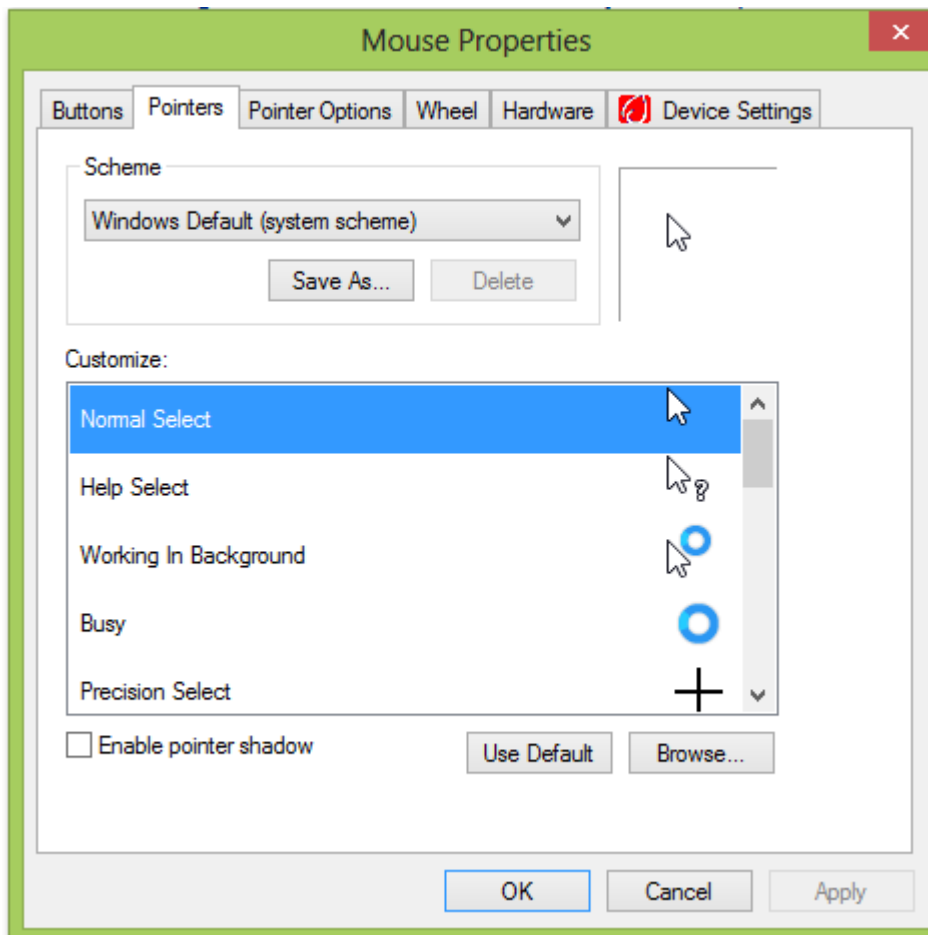 Mouse Properties
Buttons Pointers Pointer Options Wheel Hardware Device Settings
Scheme
Windows Default (system scheme)
Save As... Delete
Customize:
Normal Select
Help Select
Working In Background
Busy
Precision Select
Enable pointer shadow
Use Default Browse...
OK Cancel Apply